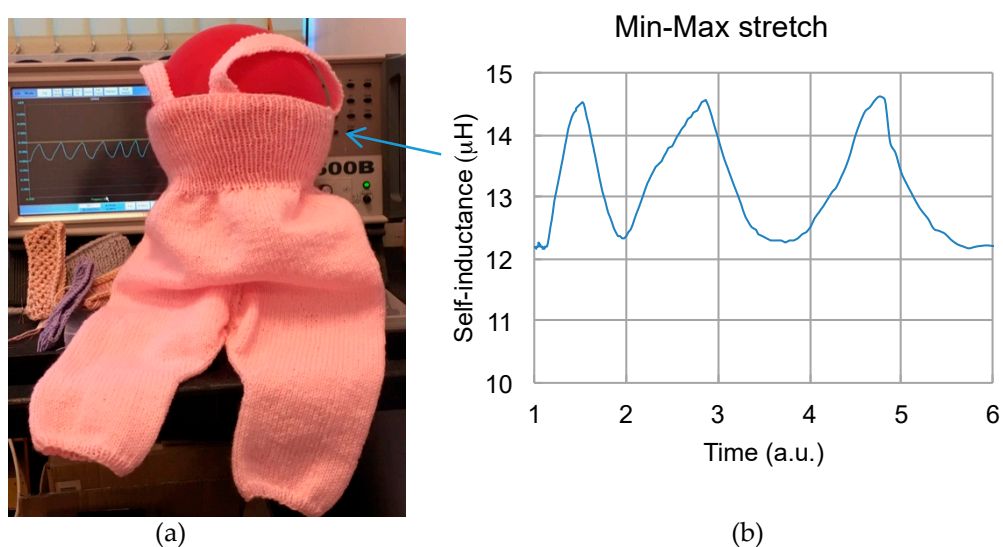 Min-Max stretch
15
14
13
12
11
10
Self-inductance (μH)
1 2 3 4 5 6
Time (a.u.)
500B
(a)
(b)